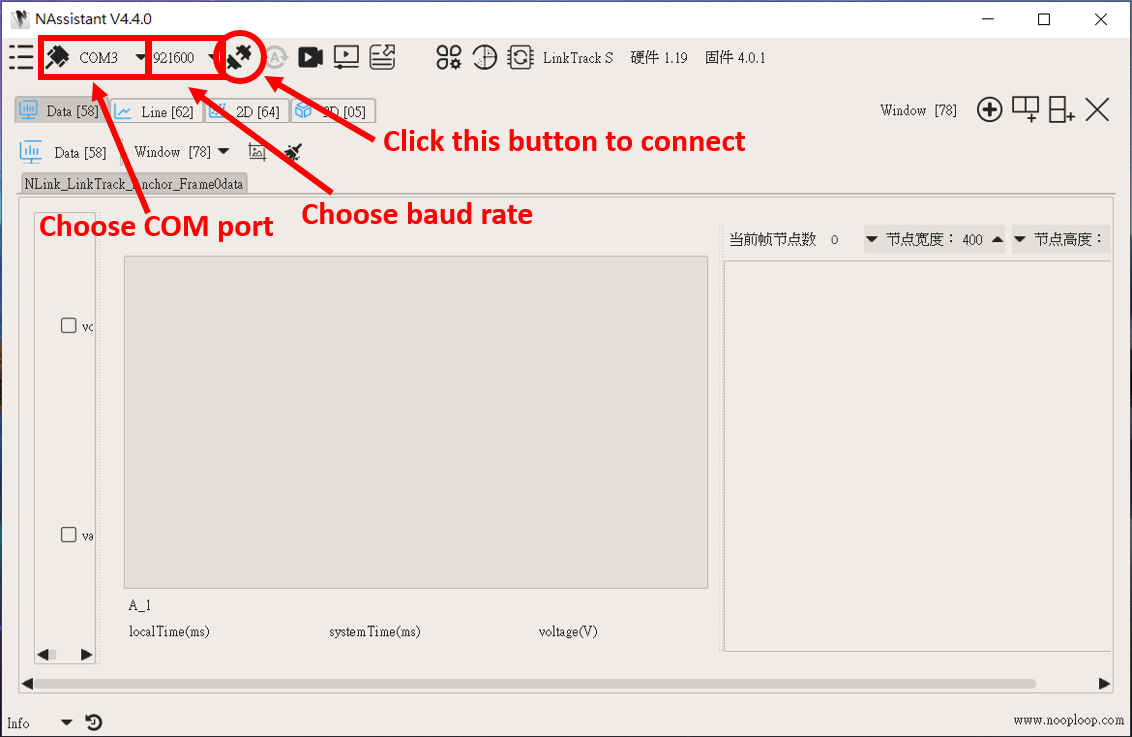 NAssistant V4.4.0
COM3 921600 LinkTrack S 硬件 1.19 固件 4.0.1
Data [58] Line [62] 2D [64] [05] Window [78]
Click this button to connect
Data [58] Window [78]
NLink_LinkTrack_Anchor_Frame0data
Choose COM port Choose baud rate
当前帧节点数 0 节点宽度： 400 节点高度：
vo
va
A_1
localTime(ms) systemTime(ms) voltage(V)
Info
www.nooploop.com